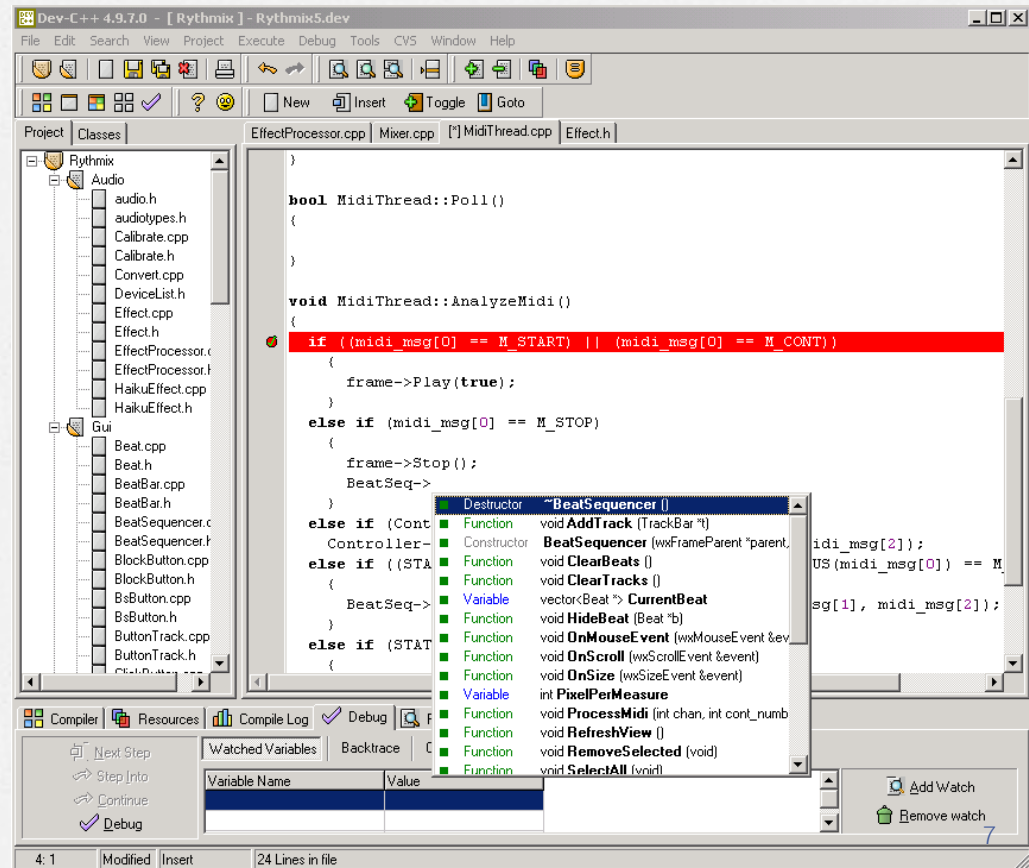 Dev-C++ 4.9.7.0 - [ Rythmix ] - Rythmix5.dev
File Edit Search View Project Execute Debug Tools CVS Window Help
New Insert Toggle Goto
Project Classes
EffectProcessor.cpp Mixer.cpp [*] MidiThread.cpp Effect.h
Rythmix
Audio
audio.h
audiotypes.h
Calibrate.cpp
Calibrate.h
Convert.cpp
DeviceList.h
Effect.cpp
Effect.h
EffectProcessor.c
EffectProcessor.h
HaikuEffect.cpp
HaikuEffect.h
Gui
Beat.cpp
Beat.h
BeatBar.cpp
BeatBar.h
BeatSequencer.c
BeatSequencer.h
BlockButton.cpp
BlockButton.h
BsButton.cpp
BsButton.h
ButtonTrack.cpp
ButtonTrack.h
}
bool MidiThread::Poll()
{
}
void MidiThread::AnalyzeMidi()
{
if ((midi_msg[0] == M_START) || (midi_msg[0] == M_CONT))
{
frame->Play(true);
}
else if (midi_msg[0] == M_STOP)
{
frame->Stop();
BeatSeq->
}
else if (Cont
Controller- idi_msg[2]);
else if ((STA US(midi_msg[0]) == M_
{
BeatSeq-> sg[1], midi_msg[2]);
}
else if (STAT
{
Destructor ~BeatSequencer ()
Function void AddTrack (TrackBar *t)
Constructor BeatSequencer (wxFrameParent *parent,
Function void ClearBeats ()
Function void ClearTracks ()
Variable vector<Beat *> CurrentBeat
Function void HideBeat (Beat *b)
Function void OnMouseEvent (wxMouseEvent &ev
Function void OnScroll (wxScrollEvent &event)
Function void OnSize (wxSizeEvent &event)
Variable int PixelPerMeasure
Function void ProcessMidi (int chan, int cont_numb
Function void RefreshView ()
Function void RemoveSelected (void)
Function void SelectAll (void)
Compiler Resources Compile Log Debug F
Next Step
Step Into
Continue
Debug
Watched Variables Backtrace
Variable Name Value
Add Watch
Remove watch
7
4: 1 Modified Insert 24 Lines in file